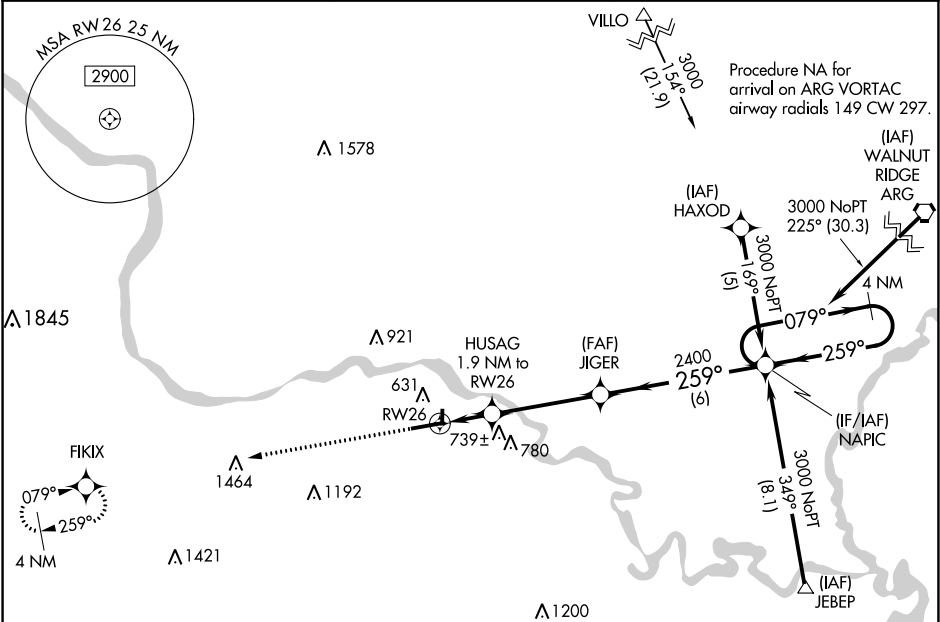 MSA RW26 25 NM
2900
VILLO
3000
154°
(21.9)
Procedure NA for
arrival on ARG VORTAC
airway radials 149 CW 297.
1578
(IAF)
WALNUT
RIDGE
ARG
(IAF)
HAXOD
3000 NoPT
225° (30.3)
3000 NoPT
169°
(5)
4 NM
079°
259°
1845
921
HUSAG
1.9 NM to
RW26
(FAF)
JIGER
2400
259°
(6)
631
RW26
739±
780
(IF/IAF)
NAPIC
FIKIX
079°
259°
4 NM
1464
1192
3000 NoPT
349°
(8.1)
1421
(IAF)
JEBEP
1200